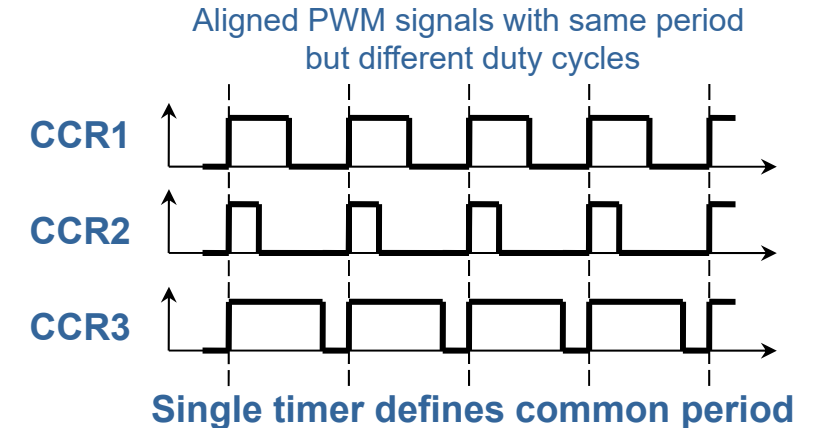 Aligned PWM signals with same period
but different duty cycles
CCR1
CCR2
CCR3
Single timer defines common period